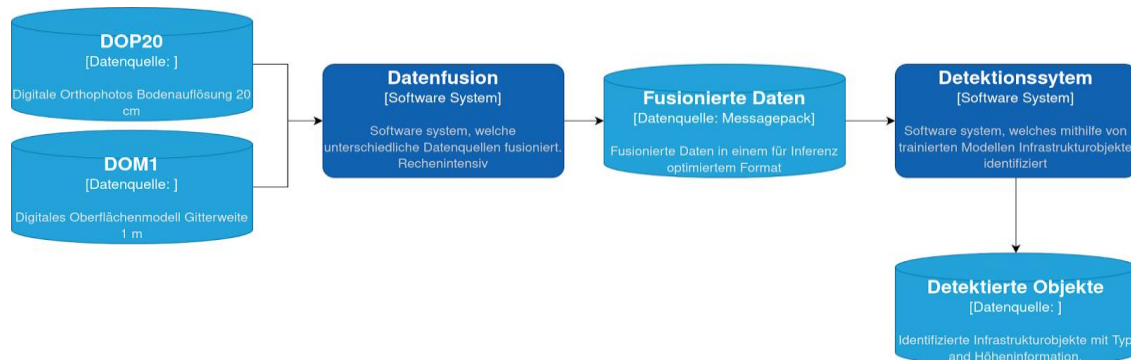 DOP20
[Datenquelle: ]
Digitale Orthophotos Bodenauflösung 20
cm
DOM1
[Datenquelle: ]
Digitales Oberflächenmodell Gitterweite
1 m
Datenfusion
[Software System]
Software system, welche
unterschiedliche Datenquellen fusioniert.
Rechenintensiv
Fusionierte Daten
[Datenquelle: Messagepack]
Fusionierte Daten in einem für Inferenz
optimiertem Format
Detektionssytem
[Software System]
Software system, welches mithilfe von
trainierten Modellen Infrastrukturobjekte
identifiziert
Detektierte Objekte
[Datenquelle: ]
Identifizierte Infrastrukturobjekte mit Typ
and Höheninformation.